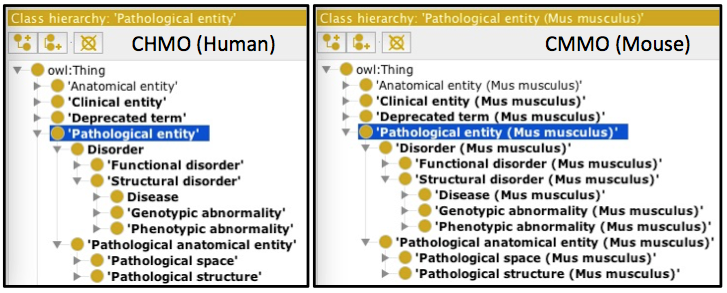 Class hierarchy: 'Pathological entity'
CHMO (Human)
owl:Thing
'Anatomical entity'
'Clinical entity'
'Deprecated term'
'Pathological entity'
Disorder
'Functional disorder'
'Structural disorder'
Disease
'Genotypic abnormality'
'Phenotypic abnormality'
'Pathological anatomical entity'
'Pathological space'
'Pathological structure'
Class hierarchy: 'Pathological entity (Mus musculus)'
CMMO (Mouse)
owl:Thing
'Anatomical entity (Mus musculus)'
'Clinical entity (Mus musculus)'
'Deprecated term (Mus musculus)'
'Pathological entity (Mus musculus)'
'Disorder (Mus musculus)'
'Functional disorder (Mus musculus)'
'Structural disorder (Mus musculus)'
'Disease (Mus musculus)'
'Genotypic abnormality (Mus musculus)'
'Phenotypic abnormality (Mus musculus)'
'Pathological anatomical entity (Mus musculus)'
'Pathological space (Mus musculus)'
'Pathological structure (Mus musculus)'